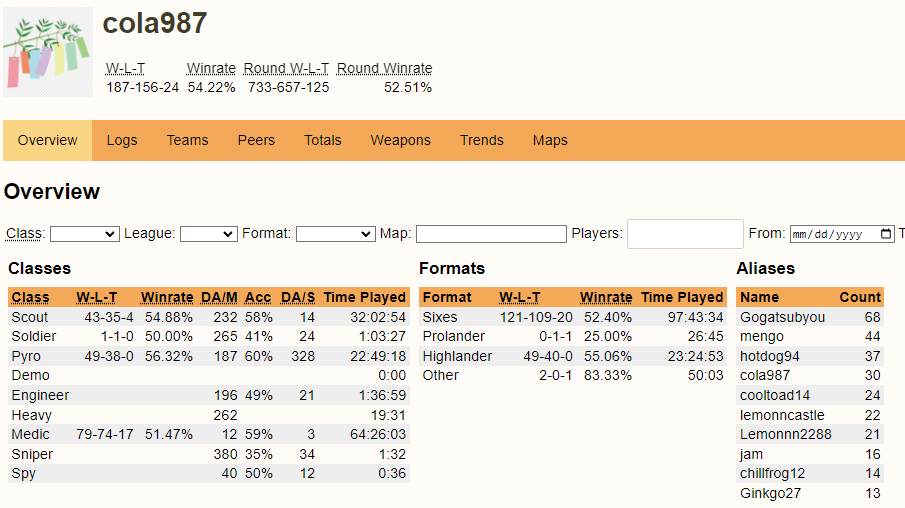 cola987
W-L-T Winrate Round W-L-T Round Winrate
187-156-24 54.22% 733-657-125 52.51%
Overview Logs Teams Peers Totals Weapons Trends Maps
Overview
Class: League: Format: Map: Players: From: mm/dd/yyyy T
Classes
Class W-L-T Winrate DA/M Acc DA/S Time Played
Scout 43-35-4 54.88% 232 58% 14 32:02:54
Soldier 1-1-0 50.00% 265 41% 24 1:03:27
Pyro 49-38-0 56.32% 187 60% 328 22:49:18
Demo 0:00
Engineer 196 49% 21 1:36:59
Heavy 262 19:31
Medic 79-74-17 51.47% 12 59% 3 64:26:03
Sniper 380 35% 34 1:32
Spy 40 50% 12 0:36
Formats
Format W-L-T Winrate Time Played
Sixes 121-109-20 52.40% 97:43:34
Prolander 0-1-1 25.00% 26:45
Highlander 49-40-0 55.06% 23:24:53
Other 2-0-1 83.33% 50:03
Aliases
Name Count
Gogatsubyou 68
mengo 44
hotdog94 37
cola987 30
cooltoad14 24
lemonncastle 22
Lemonnn2288 21
jam 16
chillfrog12 14
Ginkgo27 13